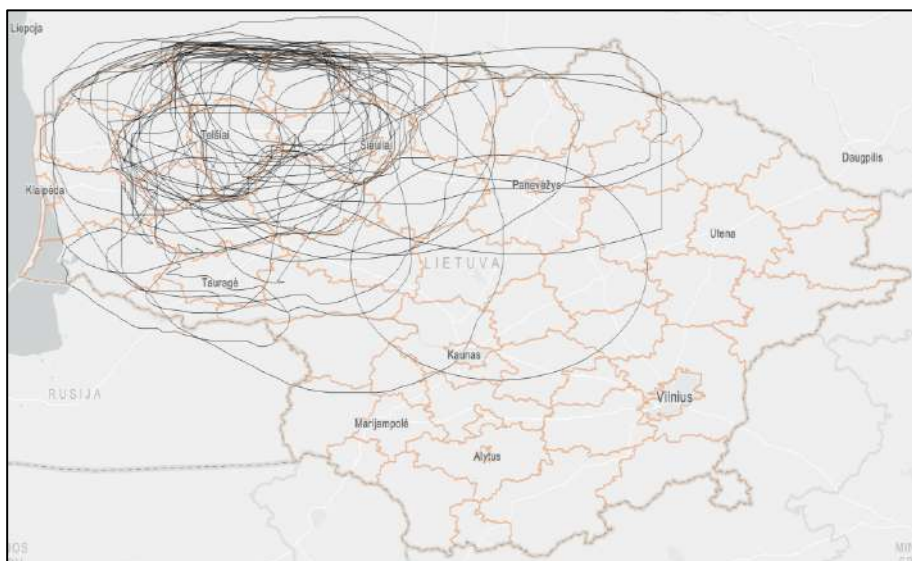 Liepoja
Telšiai
Šiauliai
Daugpilis
Klaipėda
Panevėžys
Utena
LIETUVA
Tauragė
Kaunas
RUSIJA
Vilnius
Marijampolė
Alytus